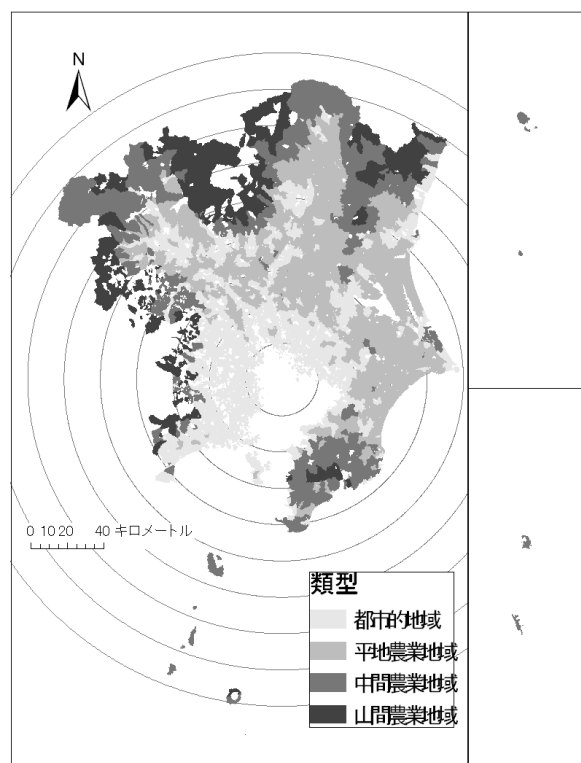 N
0 10 20 40 キロメートル
類型
都市的地域
平地農業地域
中間農業地域
山間農業地域